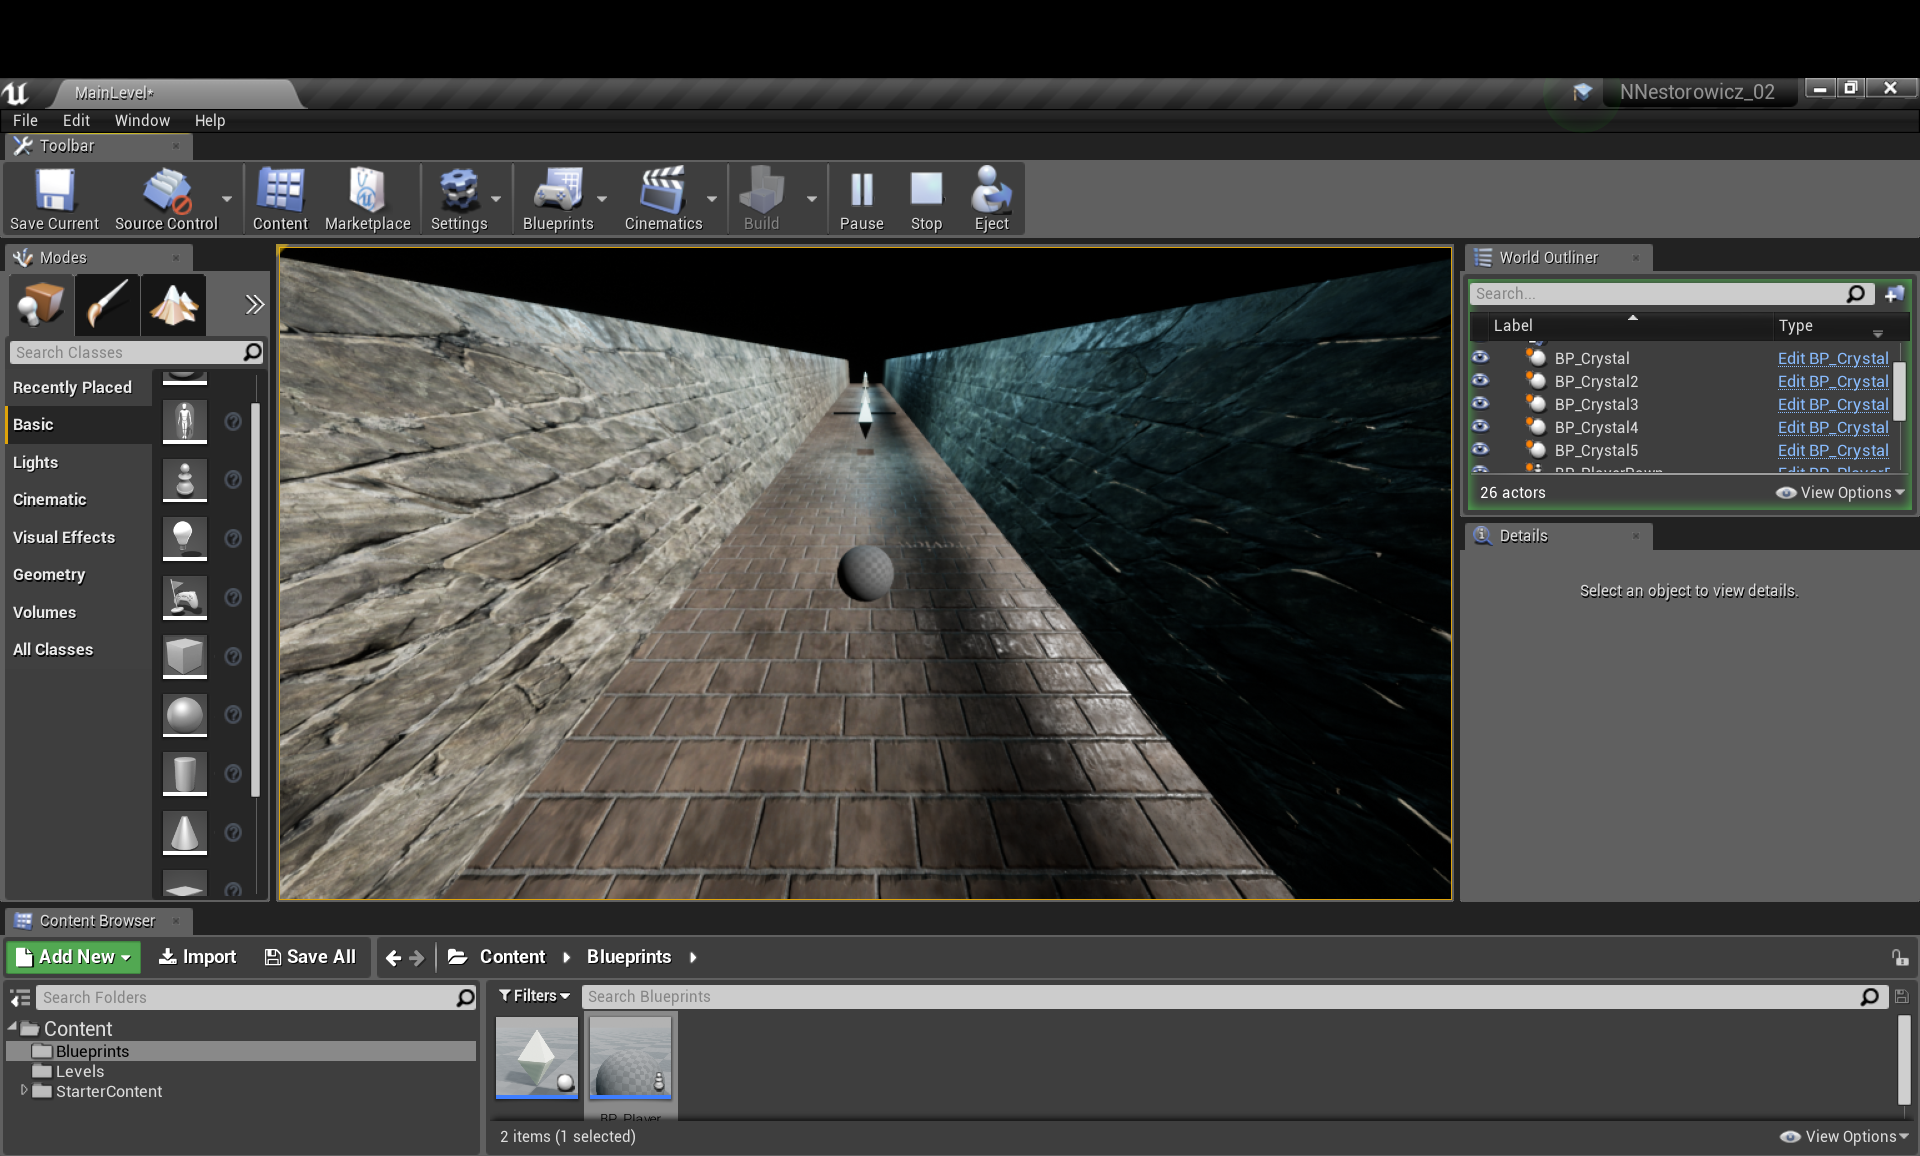 MainLevel*
NNestorowicz_02
File Edit Window Help
Toolbar
Save Current Source Control Content Marketplace Settings Blueprints Cinematics Build Pause Stop Eject
Modes
Search Classes
Recently Placed
Basic
Lights
Cinematic
Visual Effects
Geometry
Volumes
All Classes
World Outliner
Search...
Label Type
BP_Crystal Edit BP_Crystal
BP_Crystal2 Edit BP_Crystal
BP_Crystal3 Edit BP_Crystal
BP_Crystal4 Edit BP_Crystal
BP_Crystal5 Edit BP_Crystal
BP_PlayerPawn Edit BP_PlayerP
26 actors View Options
Details
Select an object to view details.
Content Browser
Add New Import Save All Content Blueprints
Search Folders
Content
Blueprints
Levels
StarterContent
Filters Search Blueprints
BP_Player
2 items (1 selected) View Options